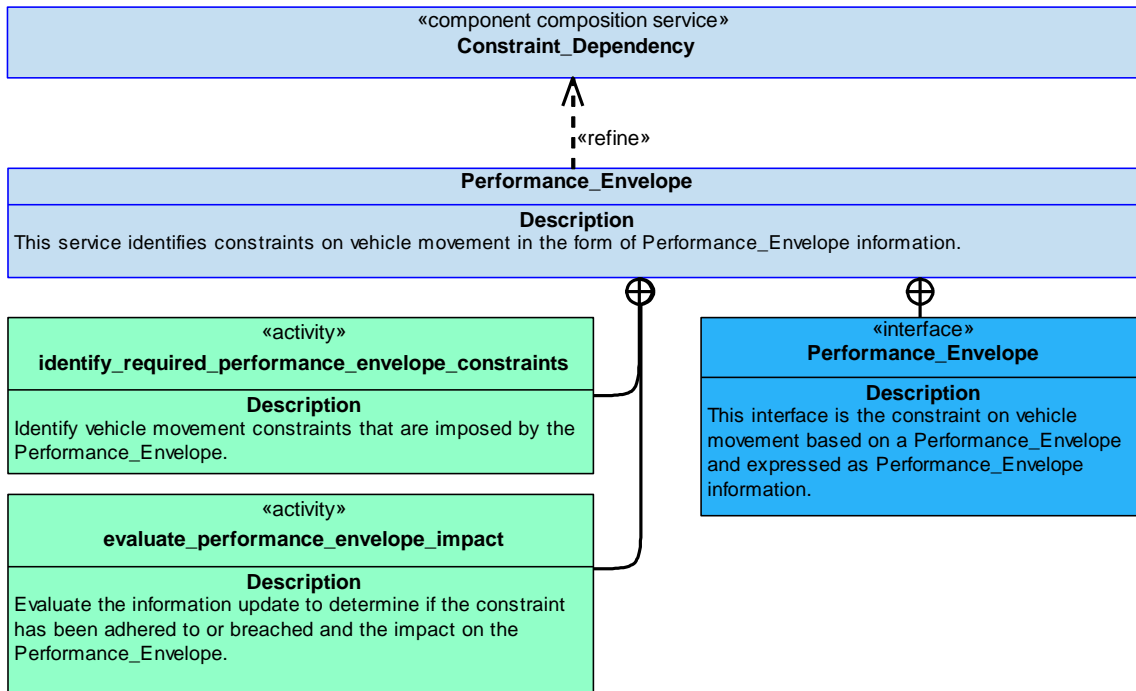 «component composition service»
Constraint_Dependency
«refine»
Performance_Envelope
Description
This service identifies constraints on vehicle movement in the form of Performance_Envelope information.
«activity»
identify_required_performance_envelope_constraints
Description
Identify vehicle movement constraints that are imposed by the
Performance_Envelope.
«interface»
Performance_Envelope
Description
This interface is the constraint on vehicle
movement based on a Performance_Envelope
and expressed as Performance_Envelope
information.
«activity»
evaluate_performance_envelope_impact
Description
Evaluate the information update to determine if the constraint
has been adhered to or breached and the impact on the
Performance_Envelope.